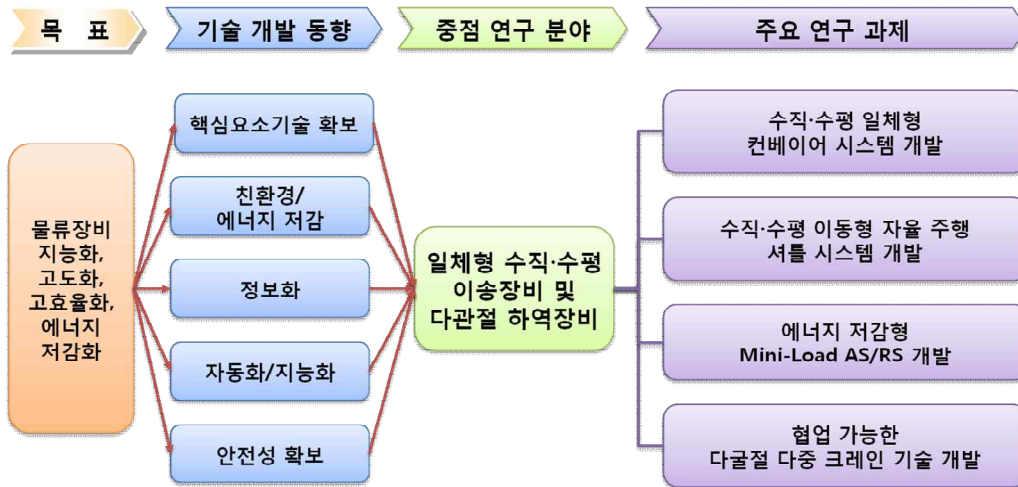 목 표
기술 개발 동향
중점 연구 분야
주요 연구 과제
물류장비
지능화,
고도화,
고효율화,
에너지
저감화
핵심요소기술 확보
친환경/
에너지 저감
정보화
자동화/지능화
안전성 확보
일체형 수직·수평
이송장비 및
다관절 하역장비
수직·수평 일체형
컨베이어 시스템 개발
수직·수평 이동형 자율 주행
셔틀 시스템 개발
에너지 저감형
Mini-Load AS/RS 개발
협업 가능한
다굴절 다중 크레인 기술 개발